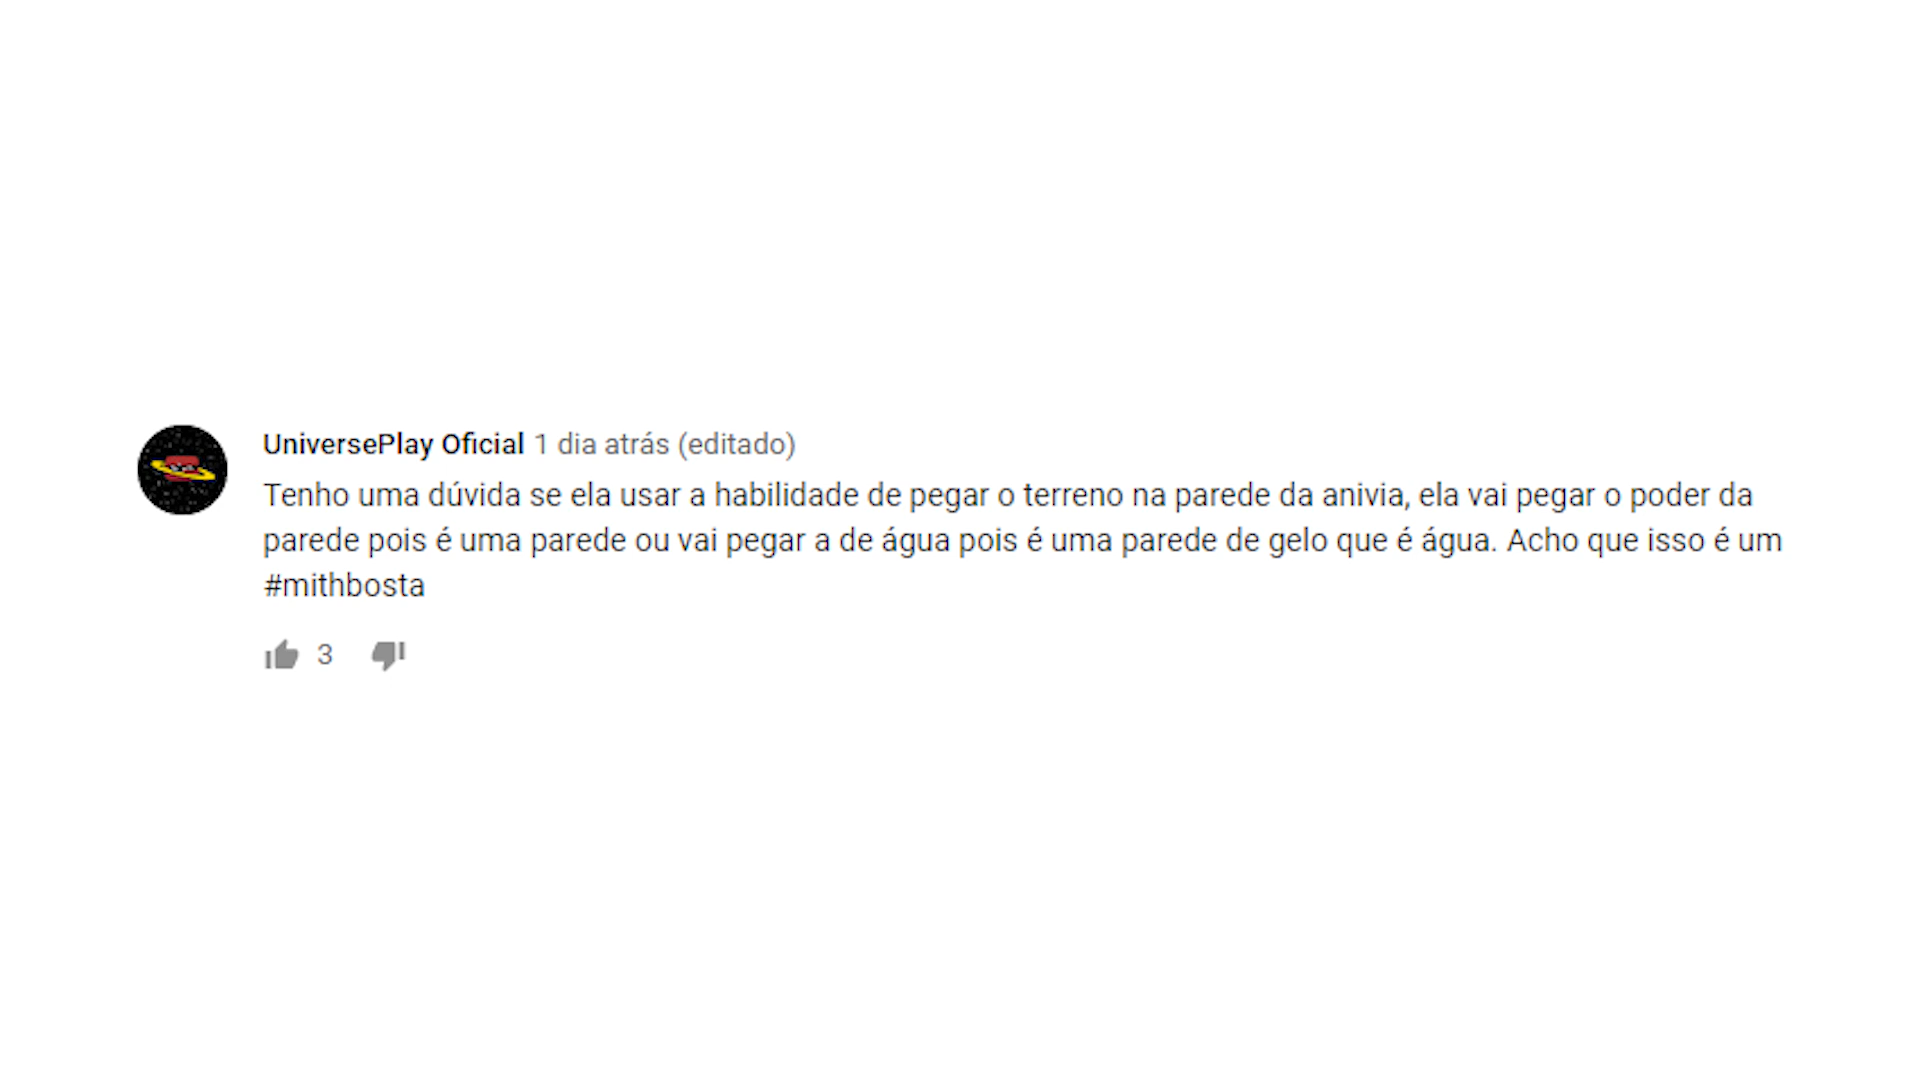 UniversePlay Oficial 1 dia atrás (editado)
Tenho uma dúvida se ela usar a habilidade de pegar o terreno na parede da anivia, ela vai pegar o poder da
parede pois é uma parede ou vai pegar a de água pois é uma parede de gelo que é água. Acho que isso é um
#mithbosta
3